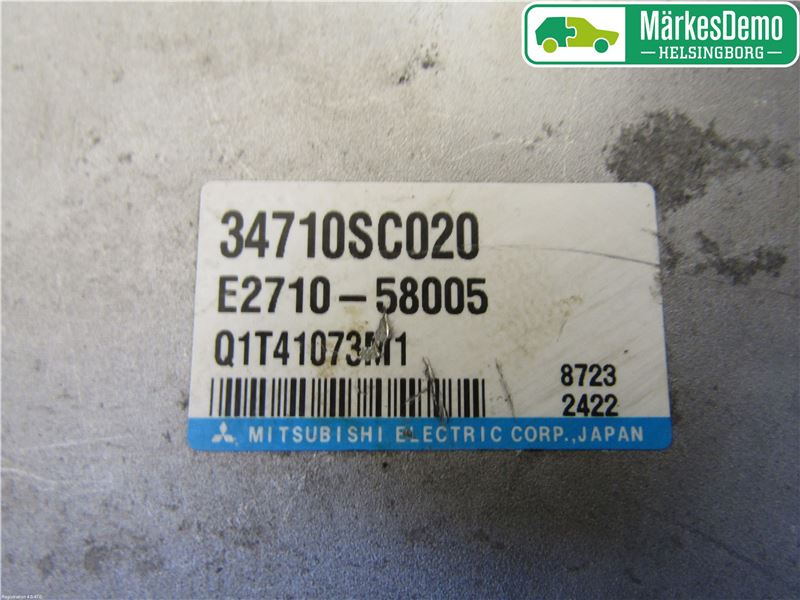 MärkesDemo
HELSINGBORG
34710SC020
E2710-58005
Q1T41073M1
8723
2422
MITSUBISHI ELECTRIC CORP.,JAPAN